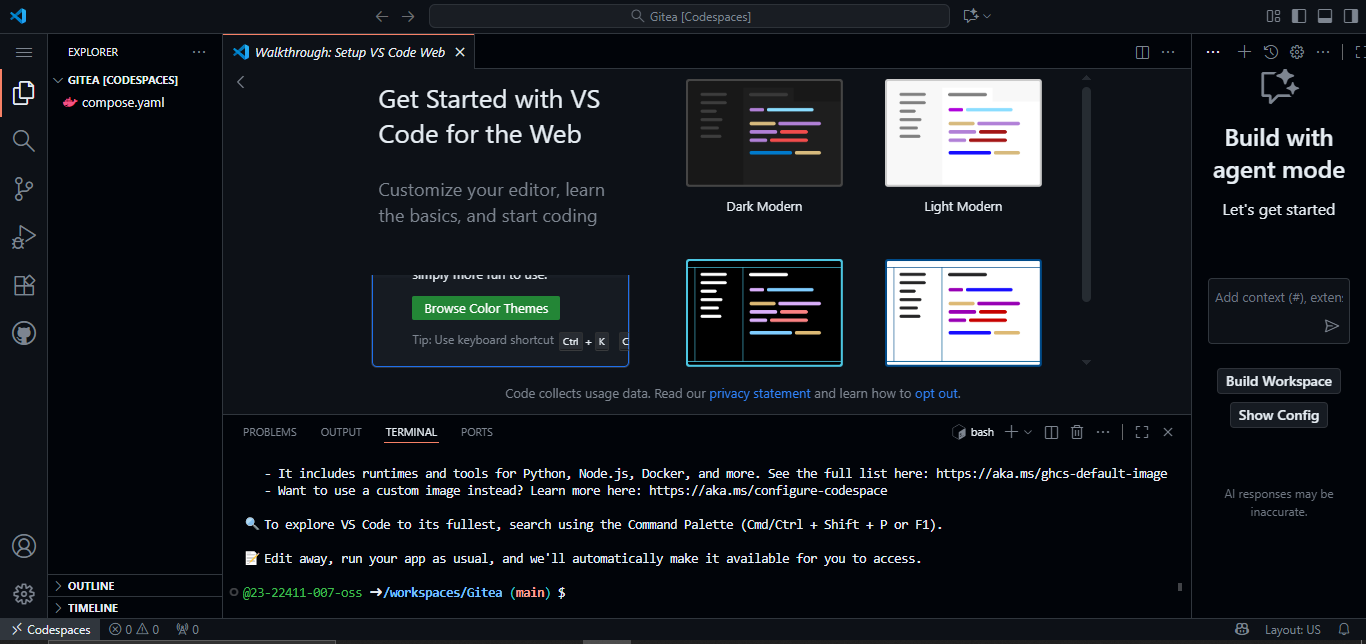 Gitea [Codespaces]
EXPLORER
GITEA [CODESPACES]
compose.yaml
OUTLINE
TIMELINE
Walkthrough: Setup VS Code Web
Get Started with VS
Code for the Web
Customize your editor, learn
the basics, and start coding
simply more fun to use.
Browse Color Themes
Tip: Use keyboard shortcut Ctrl + K C
Dark Modern
Light Modern
Code collects usage data. Read our privacy statement and learn how to opt out.
PROBLEMS OUTPUT TERMINAL PORTS
bash
- It includes runtimes and tools for Python, Node.js, Docker, and more. See the full list here: https://aka.ms/ghcs-default-image
- Want to use a custom image instead? Learn more here: https://aka.ms/configure-codespace
To explore VS Code to its fullest, search using the Command Palette (Cmd/Ctrl + Shift + P or F1).
Edit away, run your app as usual, and we'll automatically make it available for you to access.
@23-22411-007-oss ➜/workspaces/Gitea (main) $
Build with
agent mode
Let's get started
Add context (#), exten
Build Workspace
Show Config
AI responses may be
inaccurate.
Codespaces 0 0 0
Layout: US